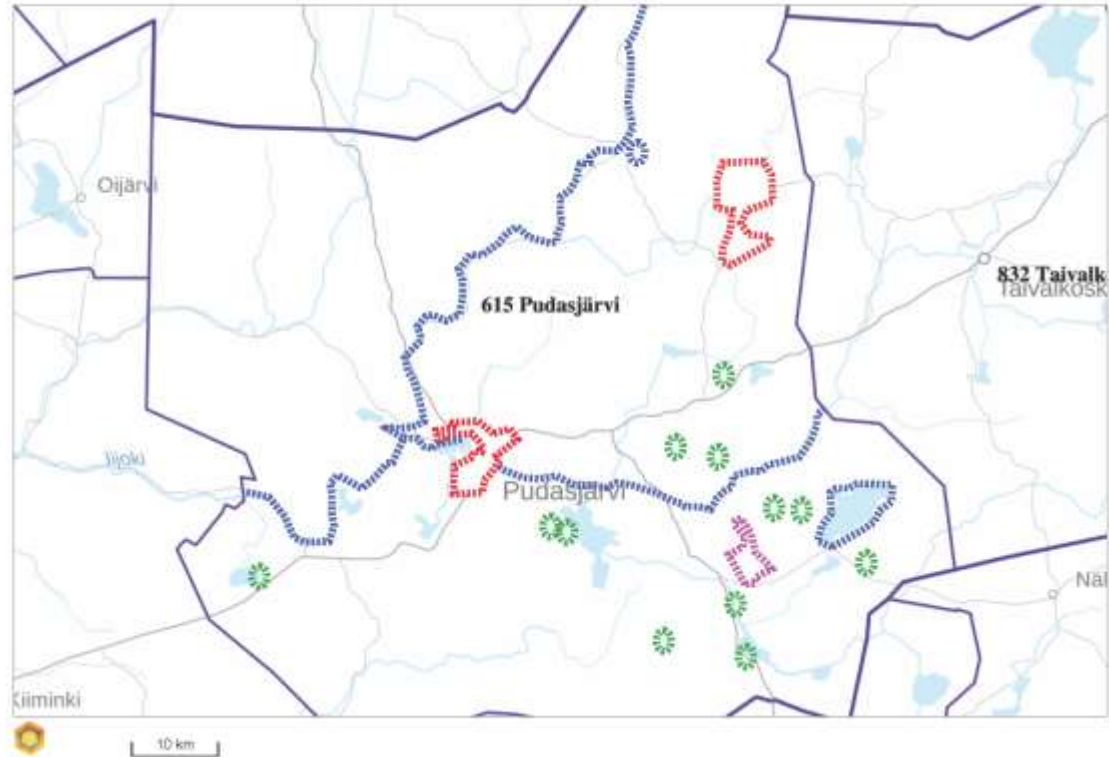 Oijärvi
832 Taivalk
Taivalkosk
615 Pudasjärvi
Iijoki
Pudasjärvi
Näl
Kiiminki
10 km